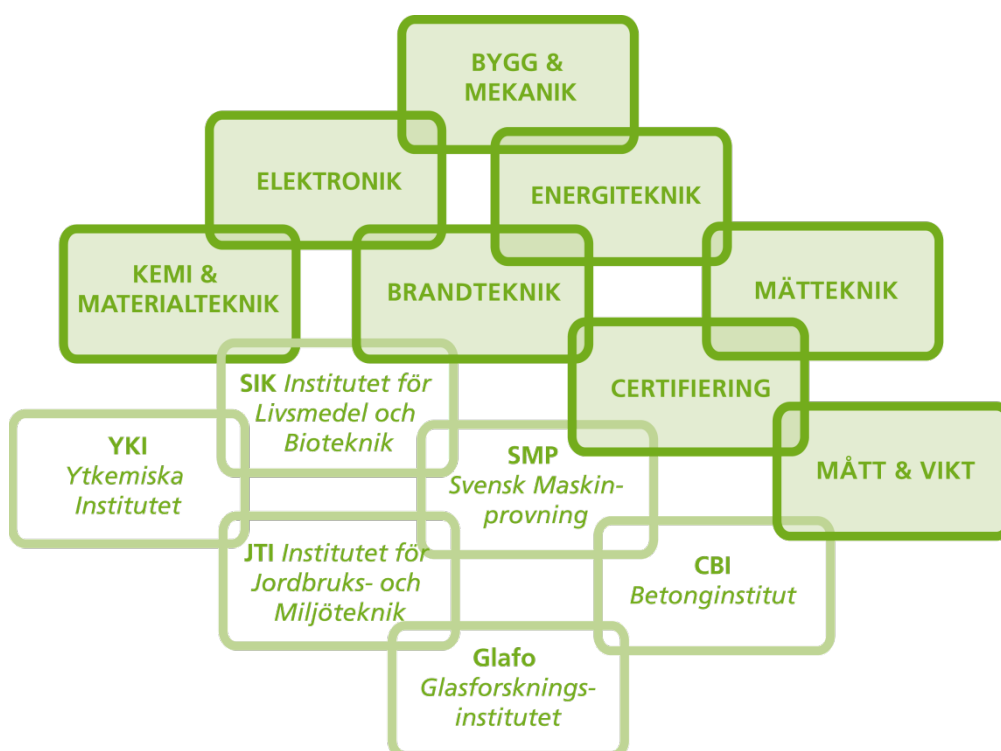 BYGG &
MEKANIK
ELEKTRONIK
ENERGITEKNIK
KEMI &
MATERIALTEKNIK
BRANDTEKNIK
MÄTTEKNIK
SIK Institutet för
Livsmedel och
Bioteknik
CERTIFIERING
YKI
Ytkemiska
Institutet
SMP
Svensk Maskin-
provning
MÅTT & VIKT
JTI Institutet för
Jordbruks- och
Miljöteknik
CBI
Betonginstitut
Glafo
Glasforsknings-
institutet